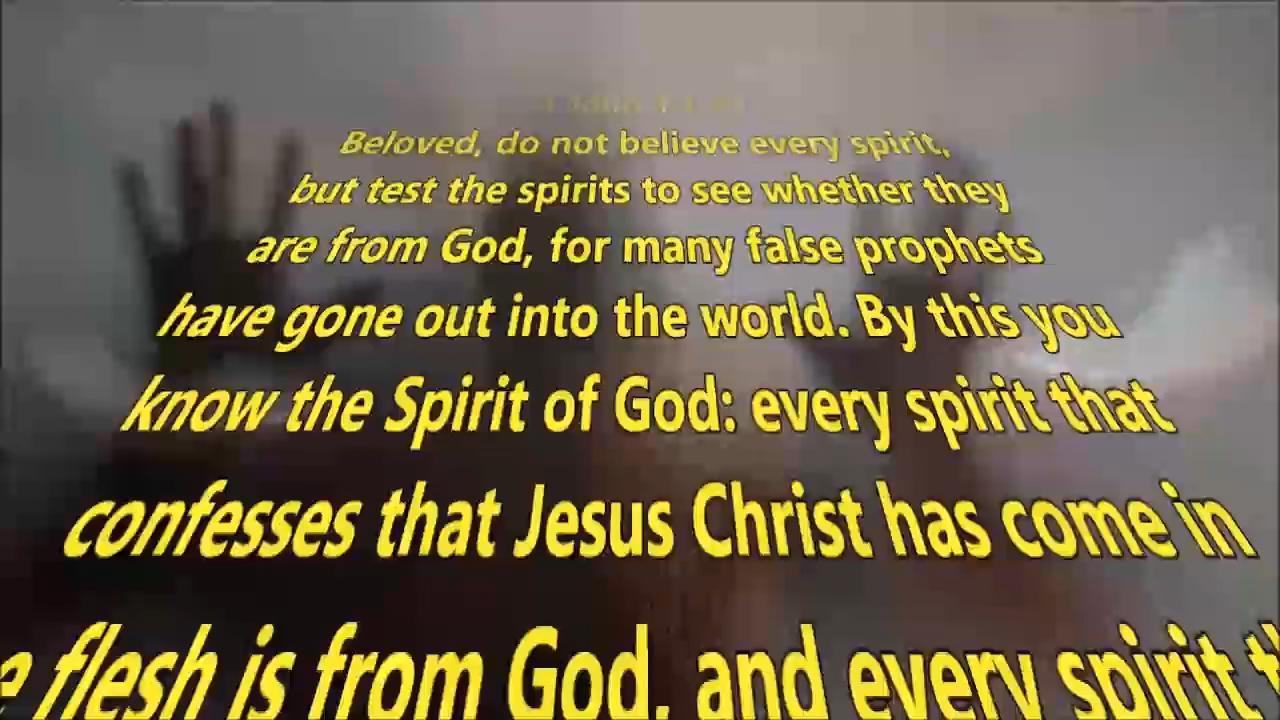 Beloved, do not believe every spirit,
but test the spirits to see whether they
are from God, for many false prophets
have gone out into the world. By this you
know the Spirit of God: every spirit that
confesses that Jesus Christ has come in
flesh is from God, and every spirit